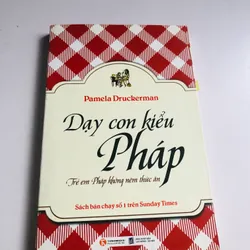 Pamela Druckerman
Dạy con kiểu
Pháp
Trẻ em Pháp không ném thức ăn
Sách bán chạy số 1 trên Sunday Times